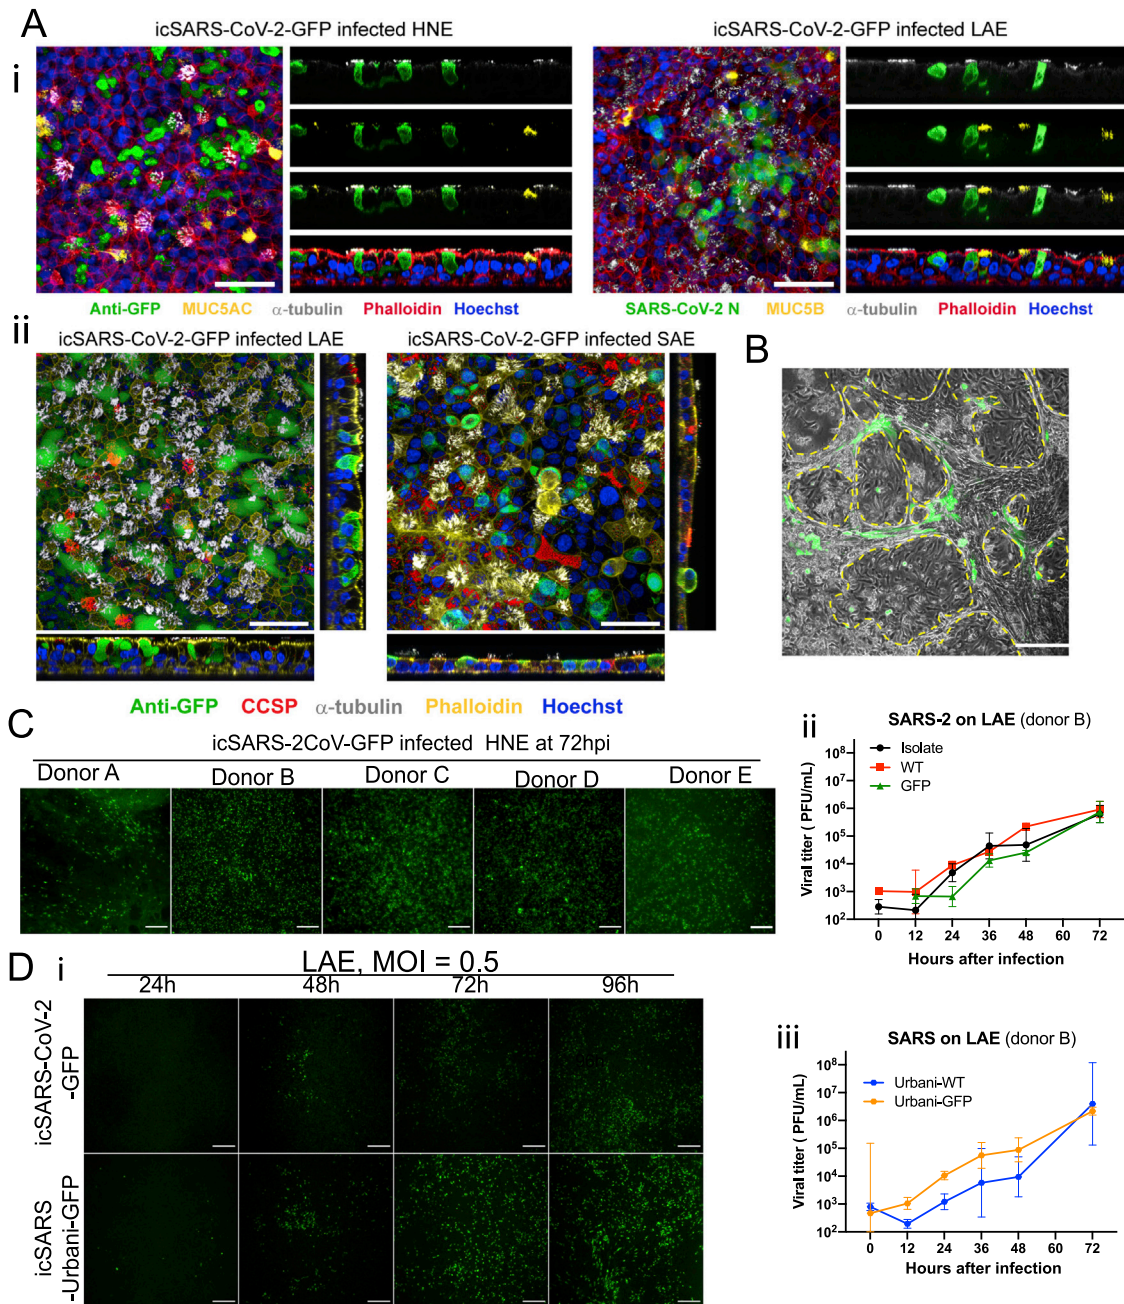 A
icSARS-CoV-2-GFP infected HNE
icSARS-CoV-2-GFP infected LAE
i
Anti-GFP MUC5AC α-tubulin Phalloidin Hoechst
SARS-CoV-2 N MUC5B α-tubulin Phalloidin Hoechst
ii
icSARS-CoV-2-GFP infected LAE
icSARS-CoV-2-GFP infected SAE
Anti-GFP CCSP α-tubulin Phalloidin Hoechst
B
C
icSARS-2CoV-GFP infected HNE at 72hpi
Donor A Donor B Donor C Donor D Donor E
ii
SARS-2 on LAE (donor B)
Isolate
WT
GFP
Viral titer ( PFU/mL)
10⁸
10⁷
10⁶
10⁵
10⁴
10³
10²
0 12 24 36 48 60 72
Hours after infection
D
i
LAE, MOI = 0.5
24h 48h 72h 96h
icSARS-CoV-2
-GFP
icSARS
-Urbani-GFP
iii
SARS on LAE (donor B)
Urbani-WT
Urbani-GFP
Viral titer ( PFU/mL)
10⁸
10⁷
10⁶
10⁵
10⁴
10³
10²
0 12 24 36 48 60 72
Hours after infection